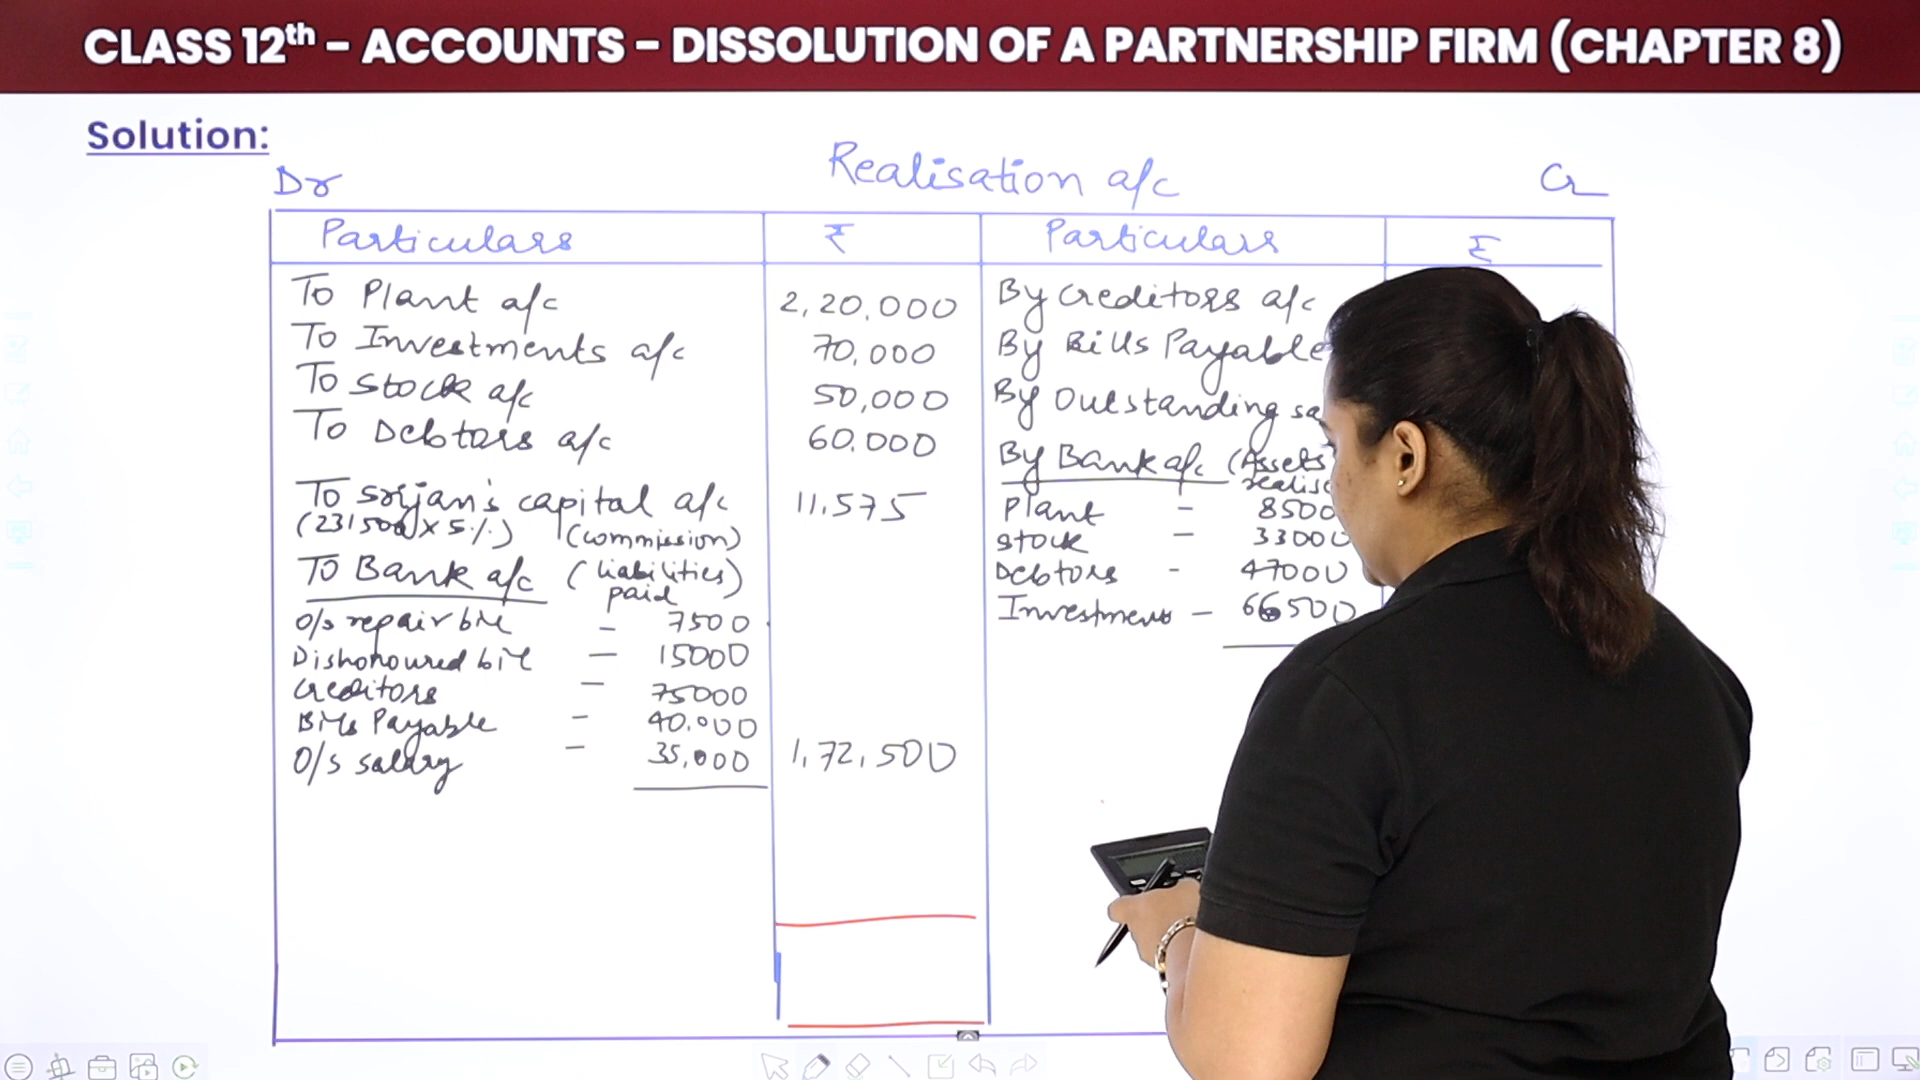 CLASS 12th – ACCOUNTS – DISSOLUTION OF A PARTNERSHIP FIRM (CHAPTER 8)
Solution:
Dr Realisation a/c Cr
Particulars ₹ Particulars ₹
To Plant a/c 2,20,000 By Creditors a/c
To Investments a/c 70,000 By Bills Payable
To Stock a/c 50,000 By Outstanding
To Debtors a/c 60.000 By Bank a/c (Assets
To Srijan's capital a/c 11,575 Plant -
(231500 X 5%) (commission) Stock -
To Bank a/c (liabilities) Debtors - 47000
paid
O/s repair bill - 7500 Investment - 66500
Dishonoured bill - 15000
Creditors - 75000
Bills Payable - 40,000
O/s salary - 35,000 1,72,500